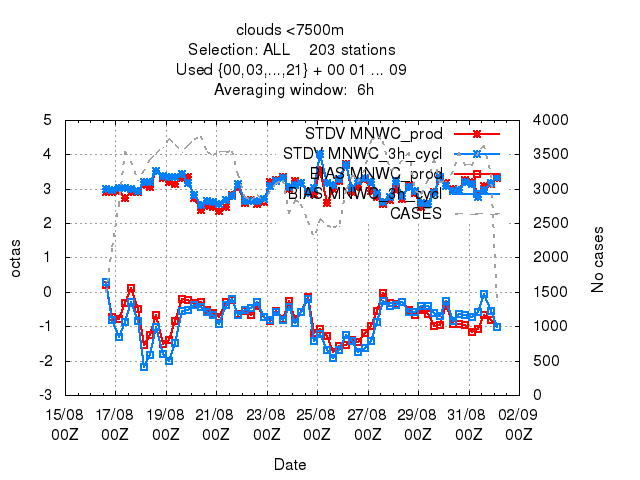 clouds <7500m
Selection: ALL 203 stations
Used {00,03,...,21} + 00 01 ... 09
Averaging window: 6h
5 4000
STDV MNWC_prod
4 3500
STDV MNWC_3h_cycl
BIAS MNWC_prod
3 3000
BIAS MNWC_3h_cycl
CASES
2 2500
octas
1 2000
No cases
0 1500
-1 1000
-2 500
-3 0
15/08 17/08 19/08 21/08 23/08 25/08 27/08 29/08 31/08 02/09
00Z 00Z 00Z 00Z 00Z 00Z 00Z 00Z 00Z 00Z
Date